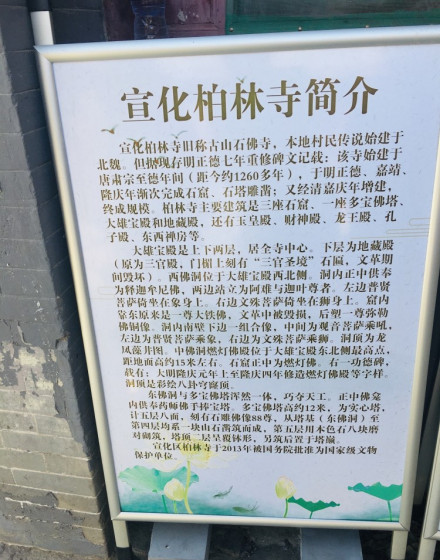 宣化柏林寺简介
宣化柏林寺旧称古山石佛寺，本地村民传说始建于
北魏。但据现存明正德七年重修碑文记载：该寺始建于
唐肃宗至德年间（距今约1260多年），于明正德、嘉靖、
隆庆年渐次完成石窟、石塔雕凿；又经清嘉庆年增建，
终成规模。柏林寺主要建筑是三座石窟、一座多宝佛塔、
大雄宝殿和地藏殿，还有玉皇殿、财神殿、龙王殿、孔
子殿、东西禅房等。
大雄宝殿是上下两层，居全寺中心。下层为地藏殿
（原为三官殿，门楣上刻有“三官圣境”石匾，文革期
间毁坏）。西佛洞位于大雄宝殿西北侧。洞内正中供奉
为释迦牟尼佛，两边站立为阿难与迦叶尊者。左边普贤
菩萨倚坐在象身上。右边文殊菩萨倚坐在狮身上。窟内
靠东原来是一尊大铁佛，文革中被毁损，后塑一尊弥勒
佛铜像。洞内南壁下边一组合像，中间为观音菩萨乘吼，
左边为普贤菩萨乘象，右边为文殊菩萨乘狮。洞顶为龙
凤藻井图。中佛洞燃灯佛殿位于大雄宝殿东北侧最高点，
距地面高约15米左右。石窟正中为燃灯佛。右一功德碑，
载有：大明隆庆元年上至隆庆四年修造燃灯佛殿等字样。
洞顶是彩绘八卦穹窿顶。
东佛洞与多宝佛塔浑然一体，巧夺天工。正中佛龛
内供奉药师佛手捧宝塔。多宝佛塔高约12米，为实心塔，
计五层八面，刻有石雕佛像88尊，从塔基（东佛洞）至
第四层均系一块山石凿筑而成，第五层用本色石八块磨
对砌筑，塔顶二层呈覆钵形，另筑后置于塔巅。
宣化区柏林寺于2013年被国务院批准为国家级文物
保护单位。